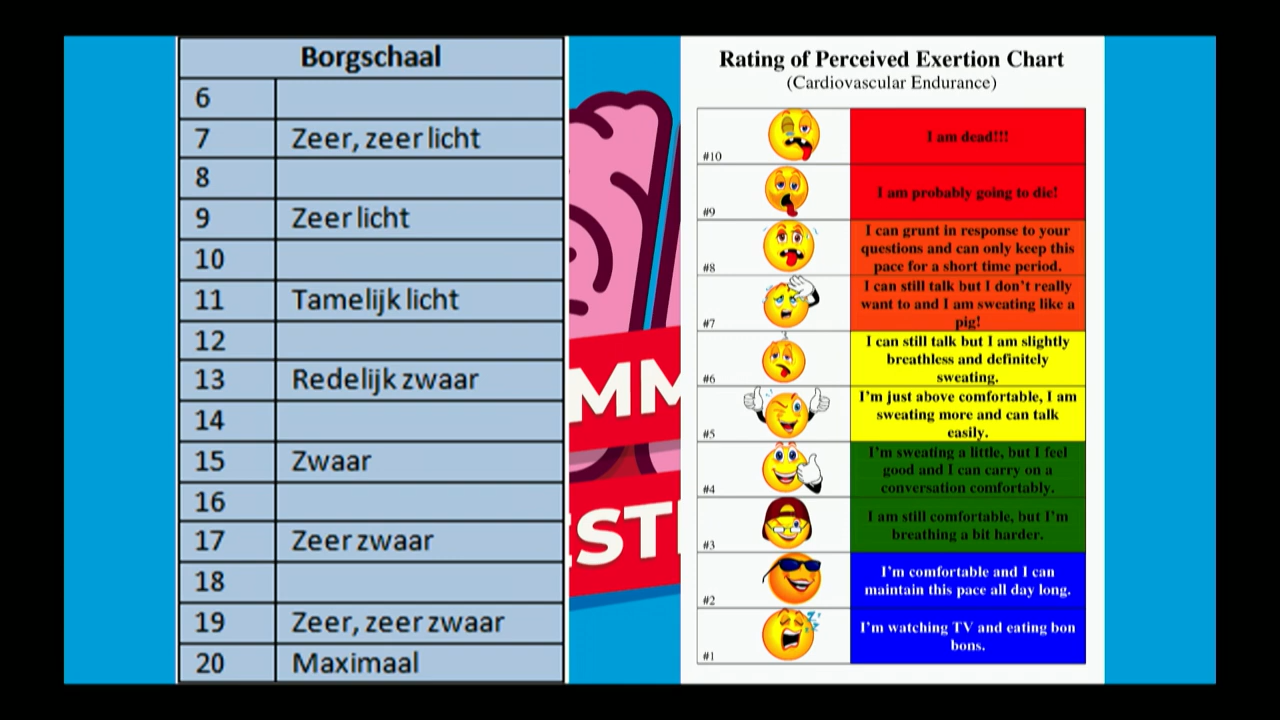 Borgschaal
6
7 Zeer, zeer licht
8
9 Zeer licht
10
11 Tamelijk licht
12
13 Redelijk zwaar
14
15 Zwaar
16
17 Zeer zwaar
18
19 Zeer, zeer zwaar
20 Maximaal
MM
EST
Rating of Perceived Exertion Chart
(Cardiovascular Endurance)
#10
I am dead!!!
#9
I am probably going to die!
#8
I can grunt in response to your
questions and can only keep this
pace for a short time period.
#7
I can still talk but I don't really
want to and I am sweating like a
pig!
#6
I can still talk but I am slightly
breathless and definitely
sweating.
#5
I'm just above comfortable, I am
sweating more and can talk
easily.
#4
I'm sweating a little, but I feel
good and I can carry on a
conversation comfortably.
#3
I am still comfortable, but I'm
breathing a bit harder.
#2
I'm comfortable and I can
maintain this pace all day long.
#1
I'm watching TV and eating bon
bons.